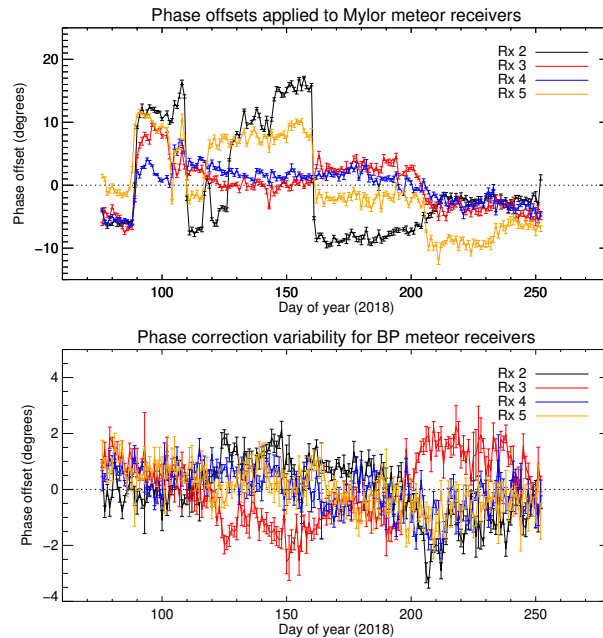 Phase offsets applied to Mylor meteor receivers
Rx 2
Rx 3
Rx 4
Rx 5
20
10
0
-10
Phase offset (degrees)
100 150 200 250
Day of year (2018)
Phase correction variability for BP meteor receivers
Rx 2
Rx 3
Rx 4
Rx 5
4
2
0
-2
-4
Phase offset (degrees)
100 150 200 250
Day of year (2018)